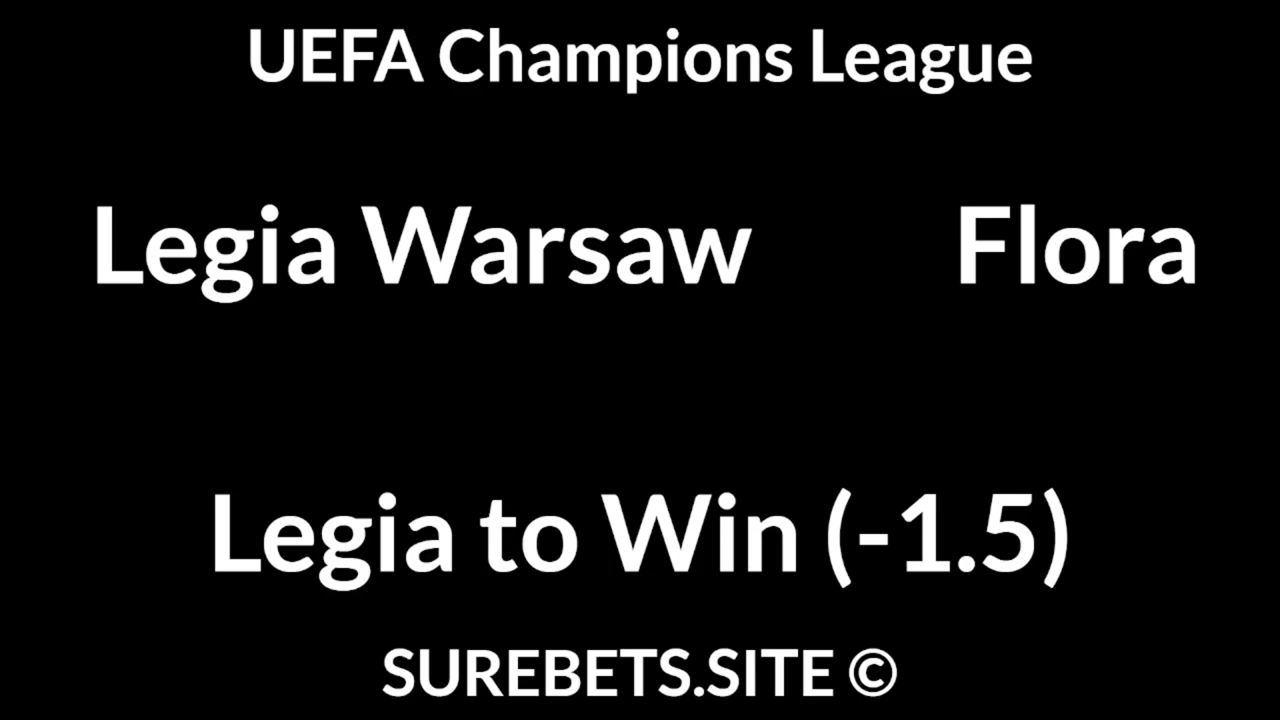 UEFA Champions League
Legia Warsaw Flora
Legia to Win (-1.5)
SUREBETS.SITE ©